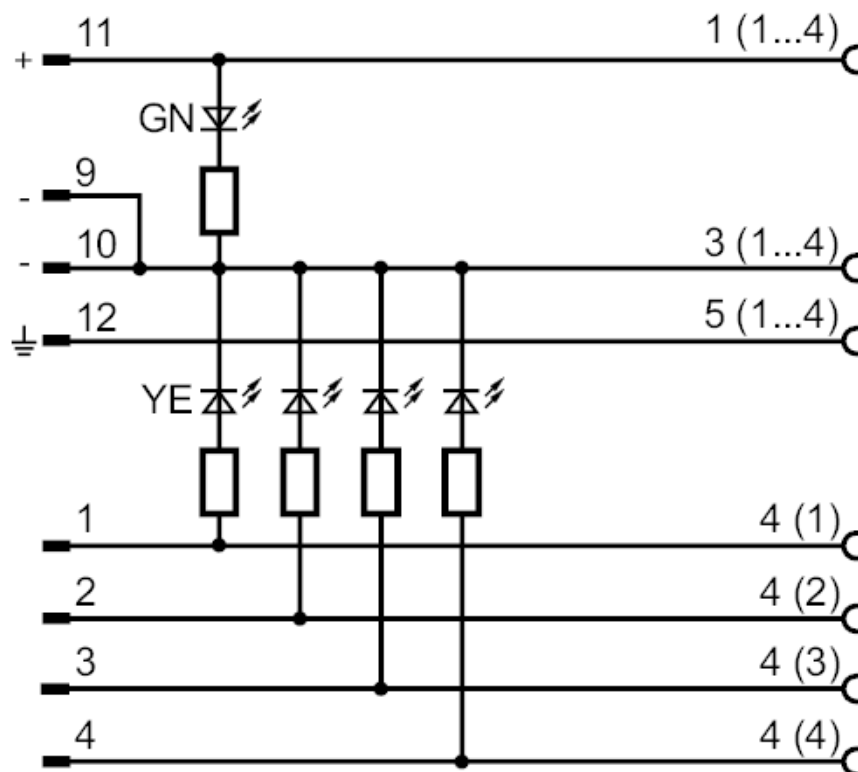 11 1 (1...4)
+
GN
9
-
10 3 (1...4)
-
12 5 (1...4)
YE
1 4 (1)
2 4 (2)
3 4 (3)
4 4 (4)